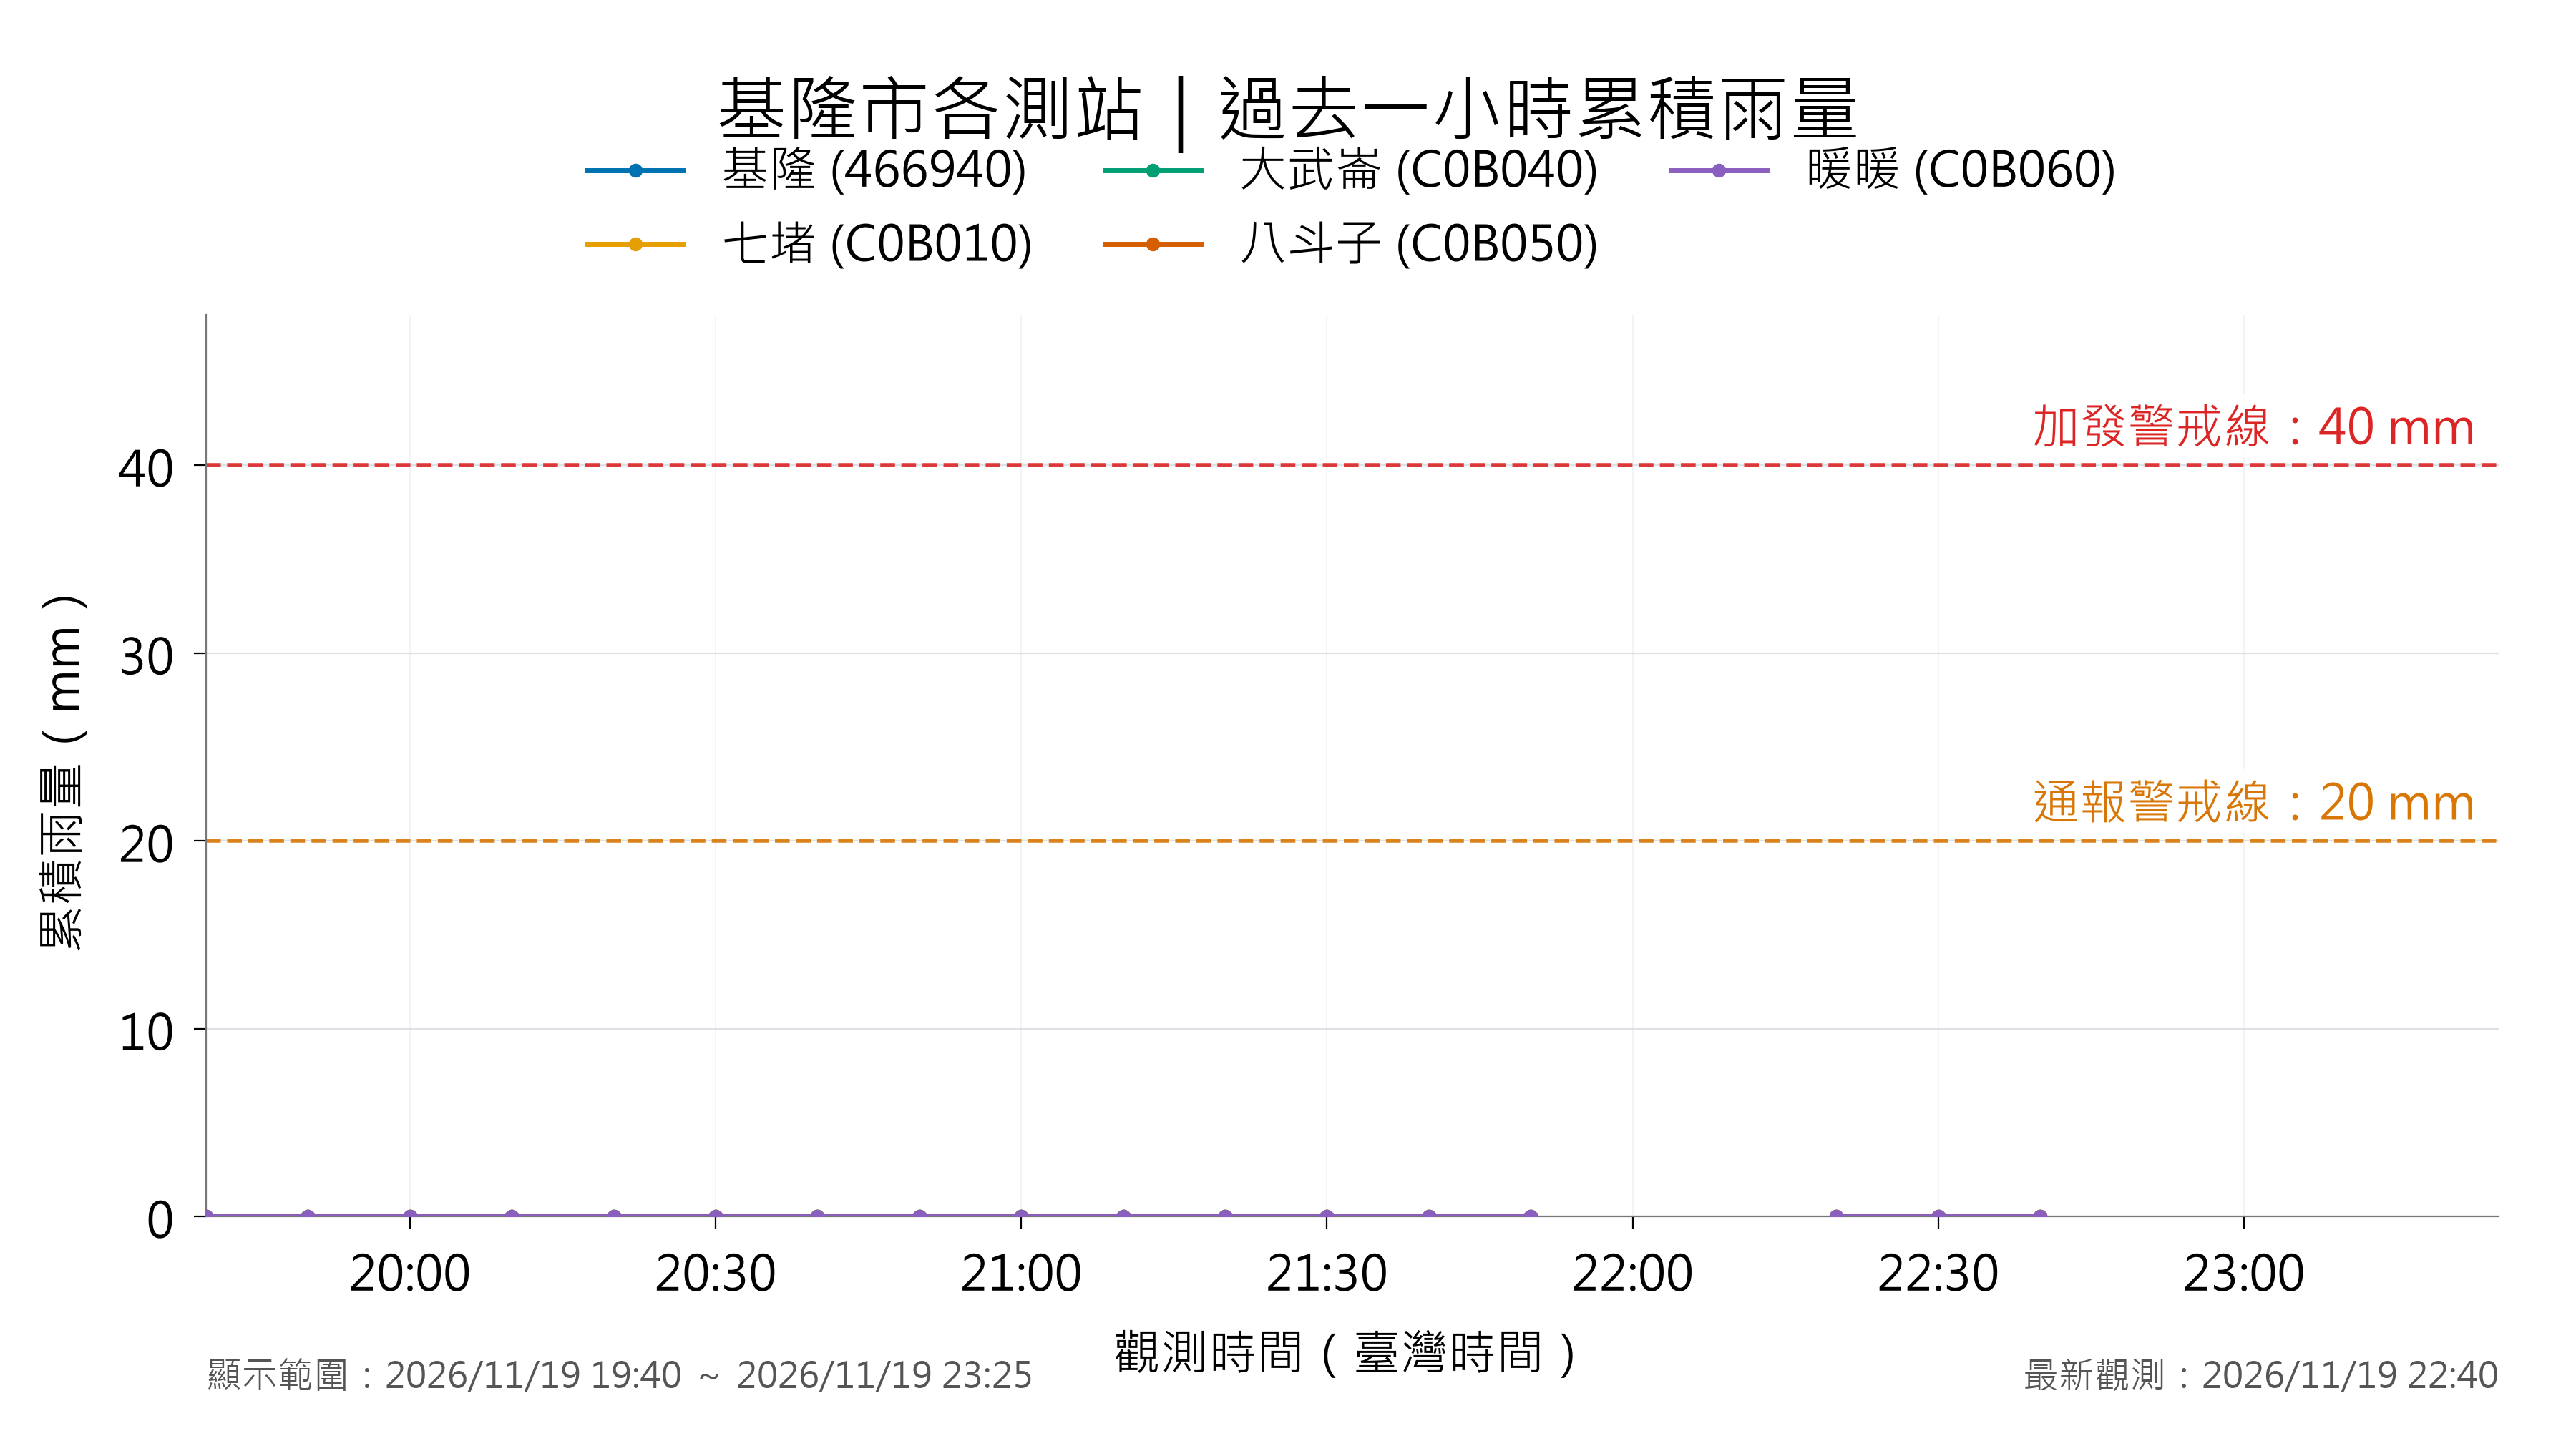 基隆市各測站｜過去一小時累積雨量
基隆 (466940)
七堵 (C0B010)
大武崙 (C0B040)
八斗子 (C0B050)
暖暖 (C0B060)
累積雨量（mm）
40
30
20
10
0
加發警戒線：40 mm
通報警戒線：20 mm
20:00 20:30 21:00 21:30 22:00 22:30 23:00
觀測時間（臺灣時間）
顯示範圍：2026/11/19 19:40 ~ 2026/11/19 23:25
最新觀測：2026/11/19 22:40